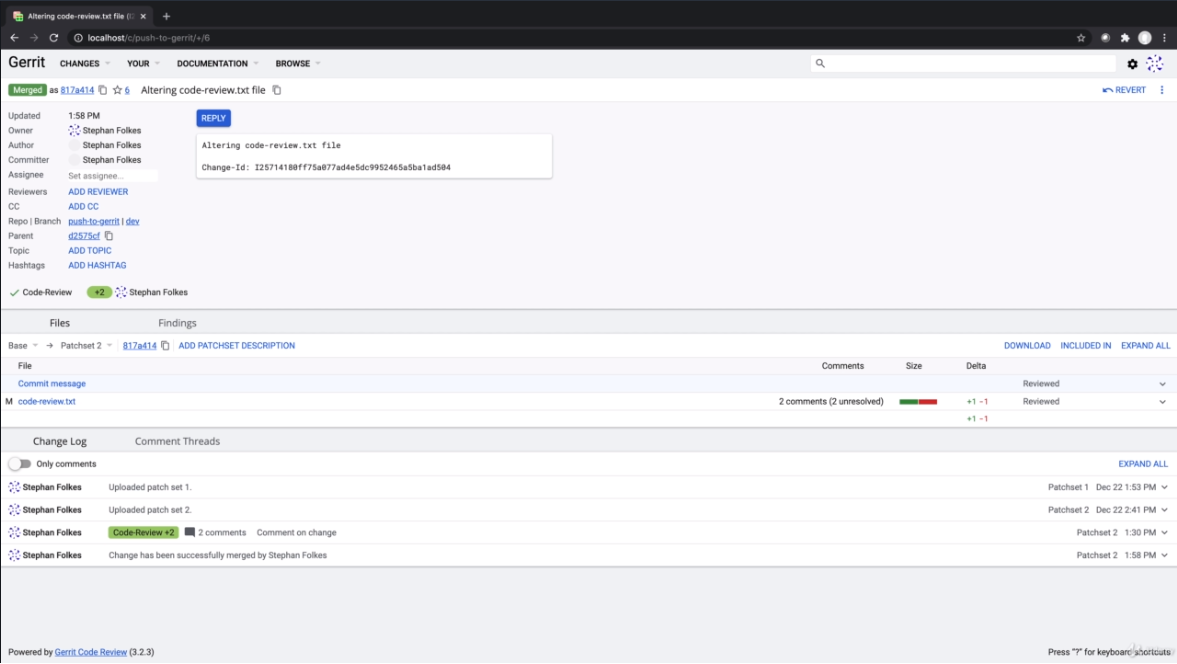 Altering code-review.txt file (
localhost/c/push-to-gerrit/+/6
Gerrit CHANGES YOUR DOCUMENTATION BROWSE
Merged as 817a414 6 Altering code-review.txt file REVERT
Updated 1:58 PM REPLY
Owner Stephan Folkes
Author Stephan Folkes Altering code-review.txt file
Committer Stephan Folkes
Change-Id: I25714180ff75a077ad4e5dc9952465a5ba1ad504
Assignee Set assignee...
Reviewers ADD REVIEWER
CC ADD CC
Repo | Branch push-to-gerrit | dev
Parent d2575cf
Topic ADD TOPIC
Hashtags ADD HASHTAG
Code-Review +2 Stephan Folkes
Files Findings
Base → Patchset 2 817a414 ADD PATCHSET DESCRIPTION DOWNLOAD INCLUDED IN EXPAND ALL
File Comments Size Delta
Commit message Reviewed
M code-review.txt 2 comments (2 unresolved) +1 -1 Reviewed
+1 -1
Change Log Comment Threads
Only comments EXPAND ALL
Stephan Folkes Uploaded patch set 1. Patchset 1 Dec 22 1:53 PM
Stephan Folkes Uploaded patch set 2. Patchset 2 Dec 22 2:41 PM
Stephan Folkes Code-Review +2 2 comments Comment on change Patchset 2 1:30 PM
Stephan Folkes Change has been successfully merged by Stephan Folkes Patchset 2 1:58 PM
Powered by Gerrit Code Review (3.2.3) Press "?" for keyboard shortcuts